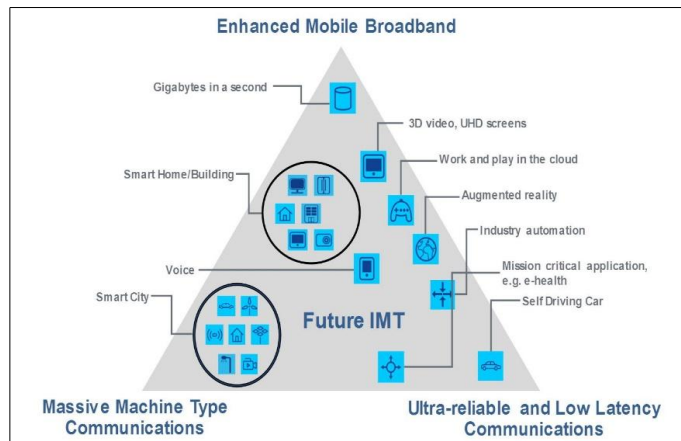 Enhanced Mobile Broadband
Gigabytes in a second
3D video, UHD screens
Work and play in the cloud
Smart Home/Building
Augmented reality
Industry automation
Voice
Mission critical application,
e.g. e-health
Smart City
Self Driving Car
Future IMT
Massive Machine Type
Communications
Ultra-reliable and Low Latency
Communications